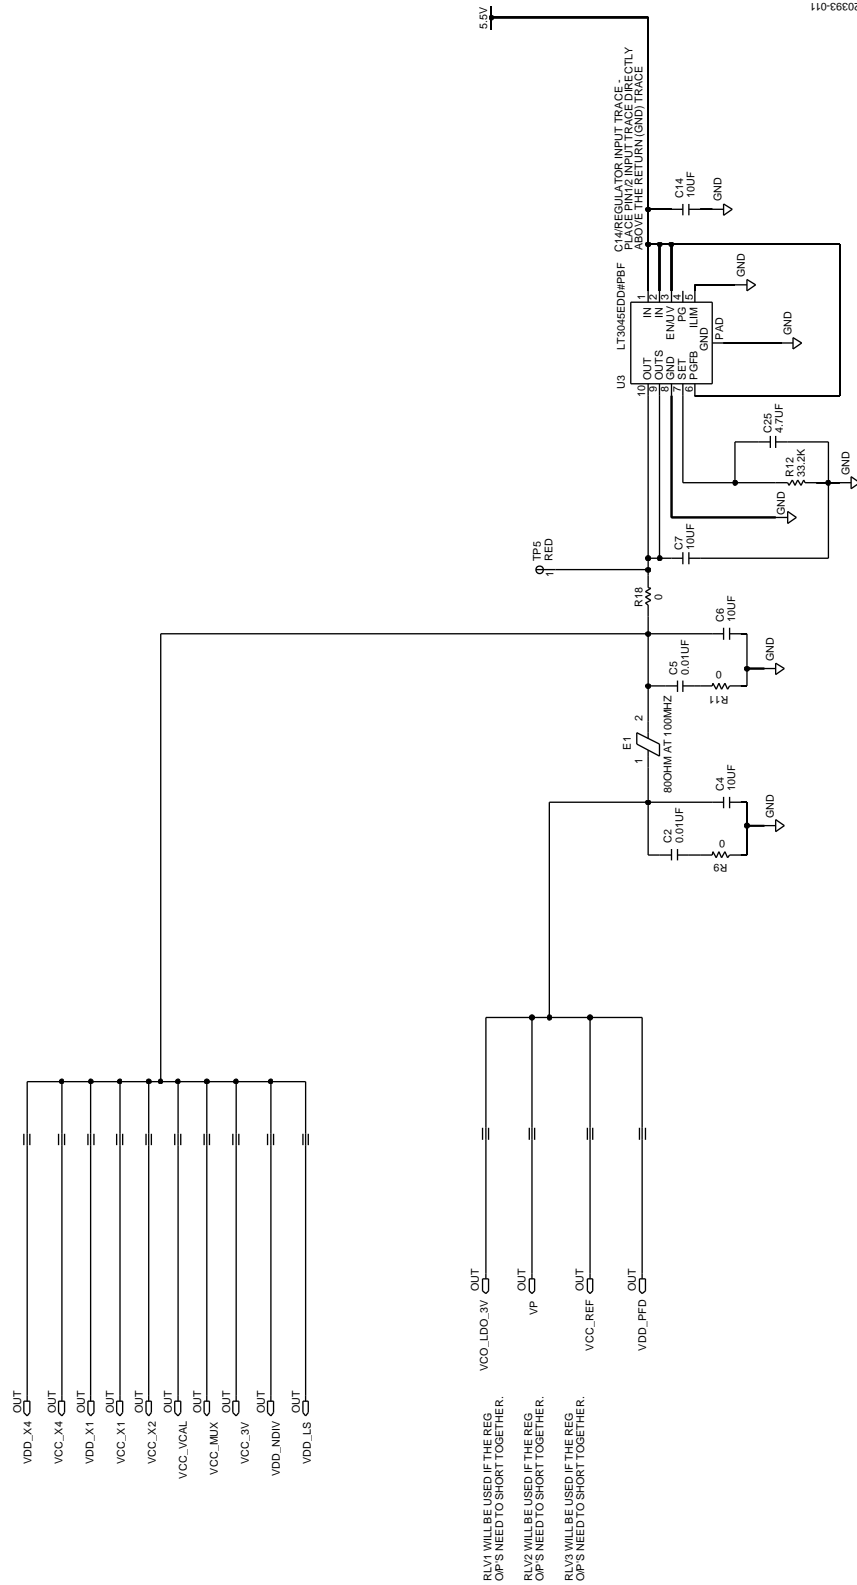 20393-011
5.5V
C14/REGULATOR INPUT TRACE -
PLACE PIN1/2 INPUT TRACE DIRECTLY
ABOVE THE RETURN (GND) TRACE
C14
10UF
GND
U3
LT3045EDD#PBF
10
9
8
7
6
OUT
OUTS
GND
SET
PGFB
IN
IN
EN/UV
PG
ILIM
GND
1
2
3
4
5
PAD
GND
GND
C25
4.7UF
R12
33.2K
GND
GND
C7
10UF
TP5
RED
1
R18
0
C6
10UF
C5
0.01UF
R11
0
GND
E1
1
2
80OHM AT 100MHZ
C4
10UF
C2
0.01UF
R9
0
GND
OUT
VDD_X4
OUT
VCC_X4
OUT
VDD_X1
OUT
VCC_X1
OUT
VCC_X2
OUT
VCC_VCAL
OUT
VCC_MUX
OUT
VCC_3V
OUT
VDD_NDIV
OUT
VDD_LS
OUT
VCO_LDO_3V
OUT
VP
OUT
VCC_REF
OUT
VDD_PFD
RLV1 WILL BE USED IF THE REG
O/P'S NEED TO SHORT TOGETHER.
RLV2 WILL BE USED IF THE REG
O/P'S NEED TO SHORT TOGETHER.
RLV3 WILL BE USED IF THE REG
O/P'S NEED TO SHORT TOGETHER.